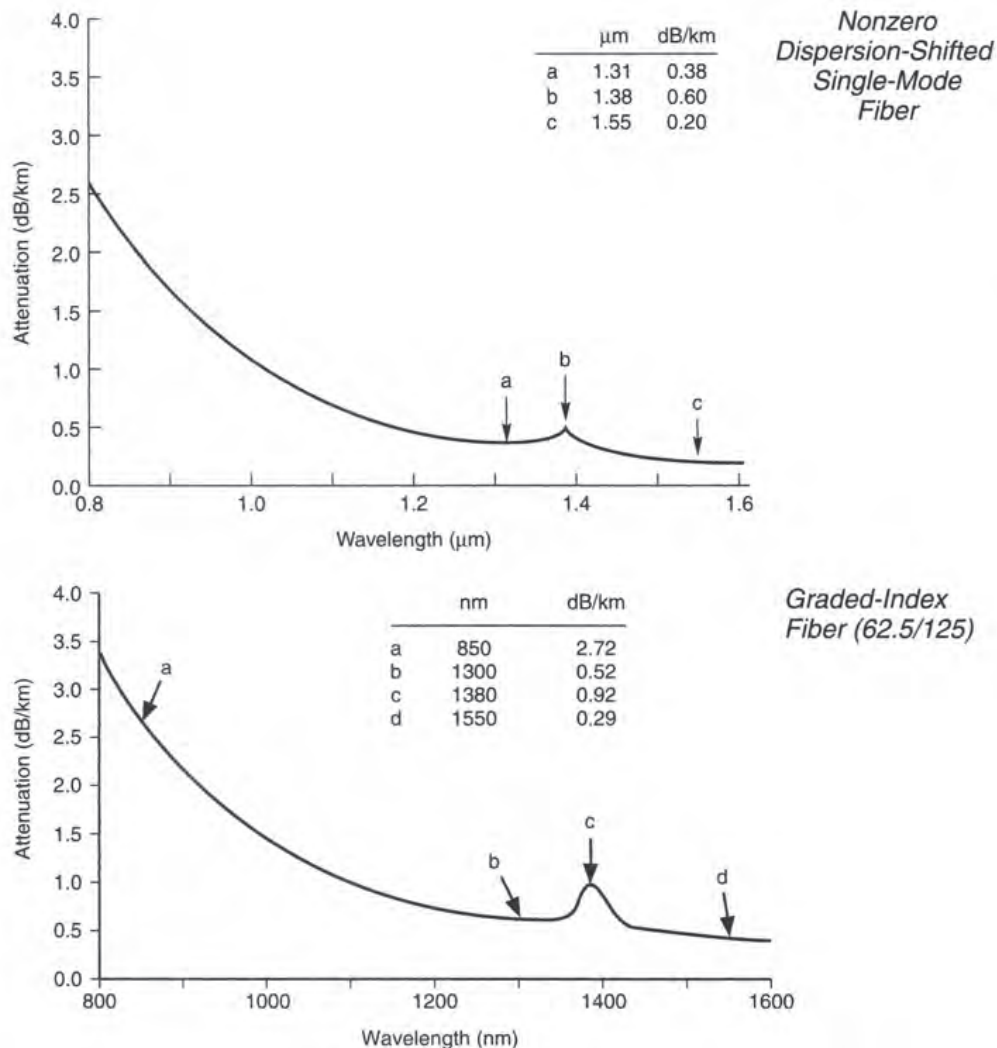 Nonzero
Dispersion-Shifted
Single-Mode
Fiber
μm dB/km
a 1.31 0.38
b 1.38 0.60
c 1.55 0.20
Attenuation (dB/km)
4.0
3.5
3.0
2.5
2.0
1.5
1.0
0.5
0.0
a
b
c
0.8 1.0 1.2 1.4 1.6
Wavelength (μm)
Graded-Index
Fiber (62.5/125)
nm dB/km
a 850 2.72
b 1300 0.52
c 1380 0.92
d 1550 0.29
Attenuation (dB/km)
4.0
3.5
3.0
2.5
2.0
1.5
1.0
0.5
0.0
a
b
c
d
800 1000 1200 1400 1600
Wavelength (nm)